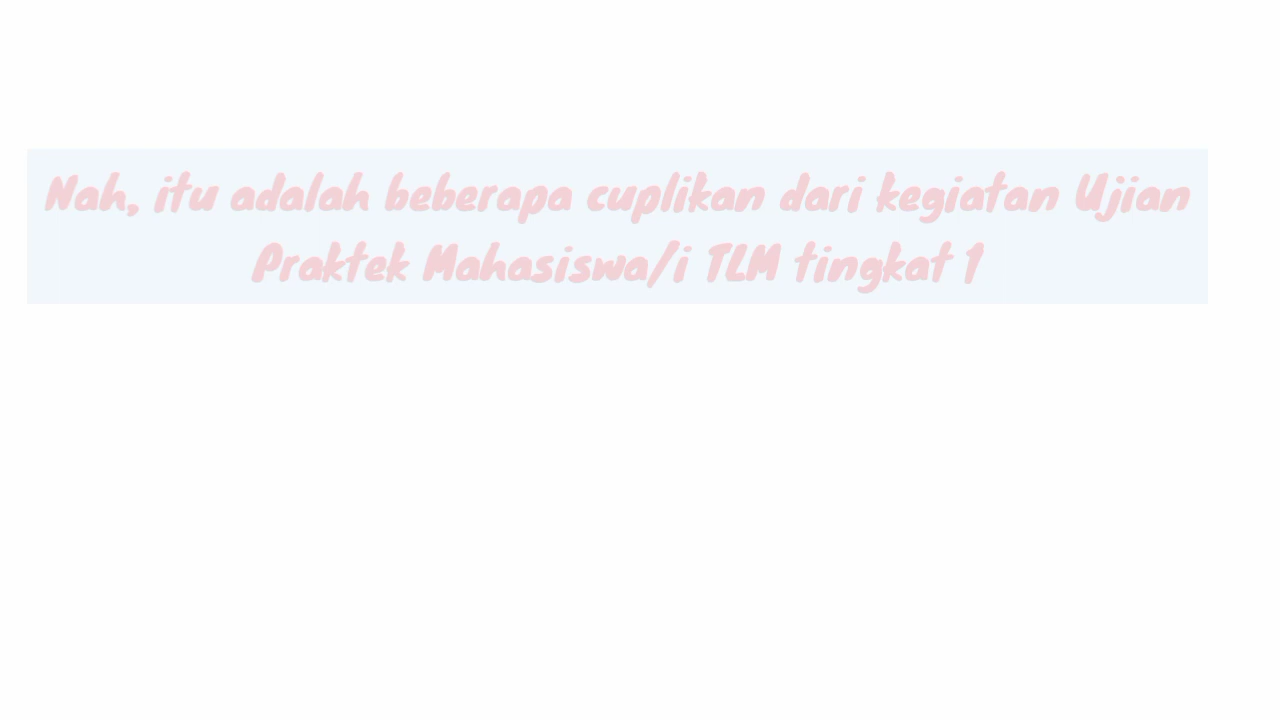 Nah, itu adalah beberapa cuplikan dari kegiatan Ujian
Praktek Mahasiswa/i TLM tingkat 1